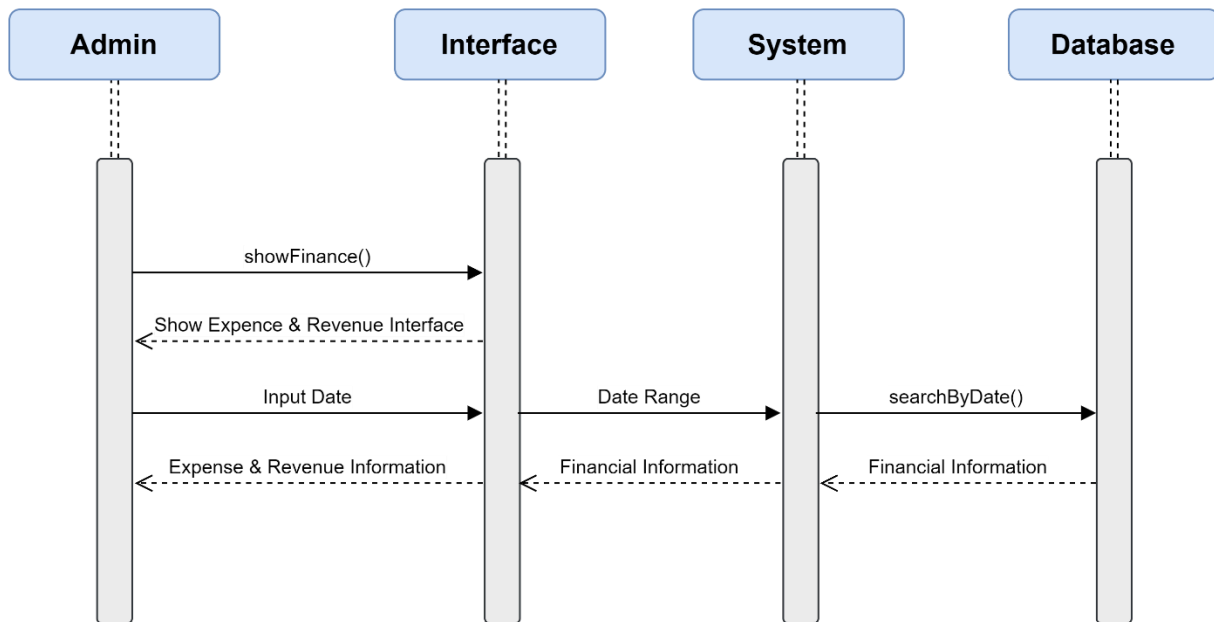 Admin
Interface
System
Database
showFinance()
Show Expence & Revenue Interface
Input Date
Date Range
searchByDate()
Expense & Revenue Information
Financial Information
Financial Information